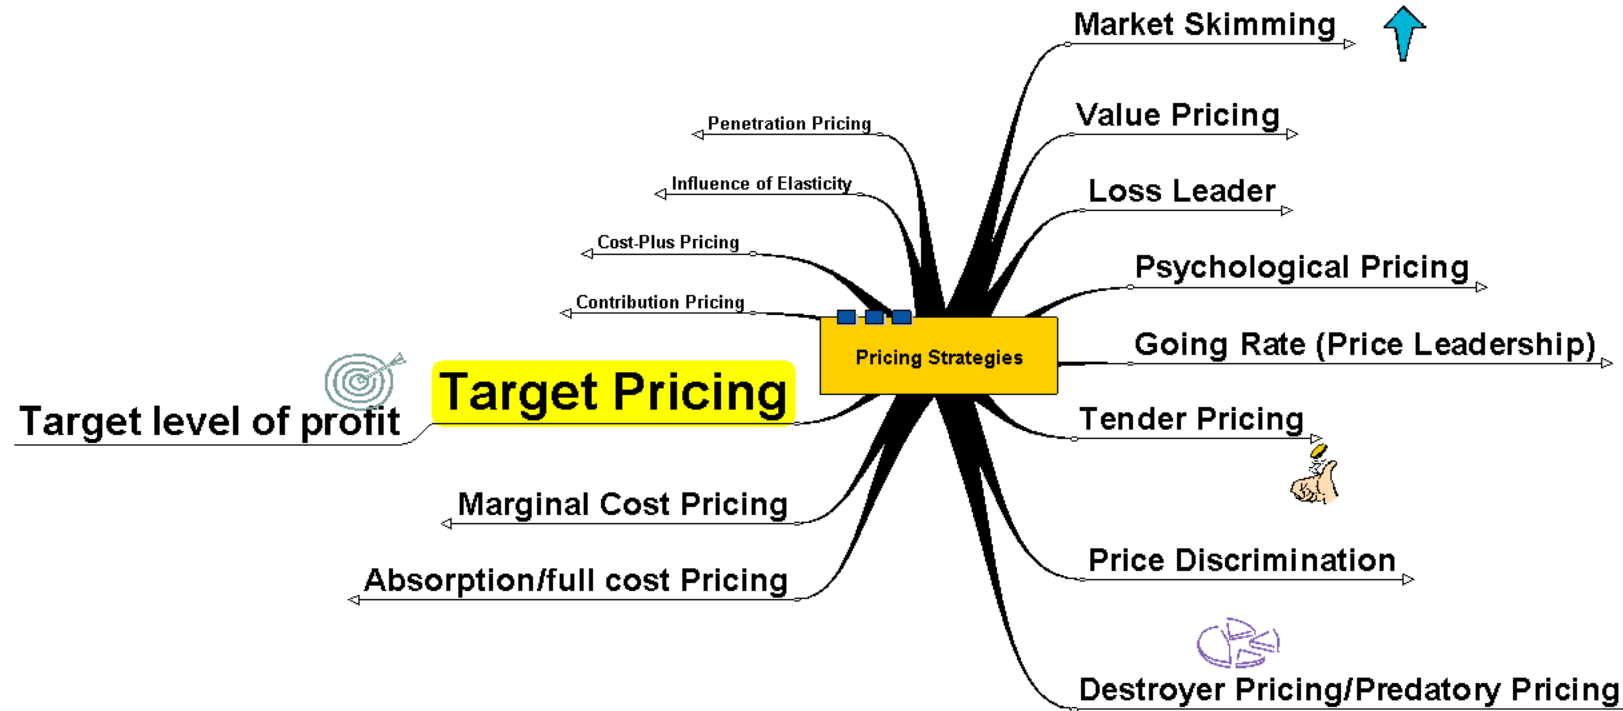 Market Skimming
Value Pricing
Penetration Pricing
Influence of Elasticity
Loss Leader
Cost-Plus Pricing
Psychological Pricing
Contribution Pricing
Pricing Strategies
Going Rate (Price Leadership)
Target Pricing
Target level of profit
Tender Pricing
Marginal Cost Pricing
Price Discrimination
Absorption/full cost Pricing
Destroyer Pricing/Predatory Pricing